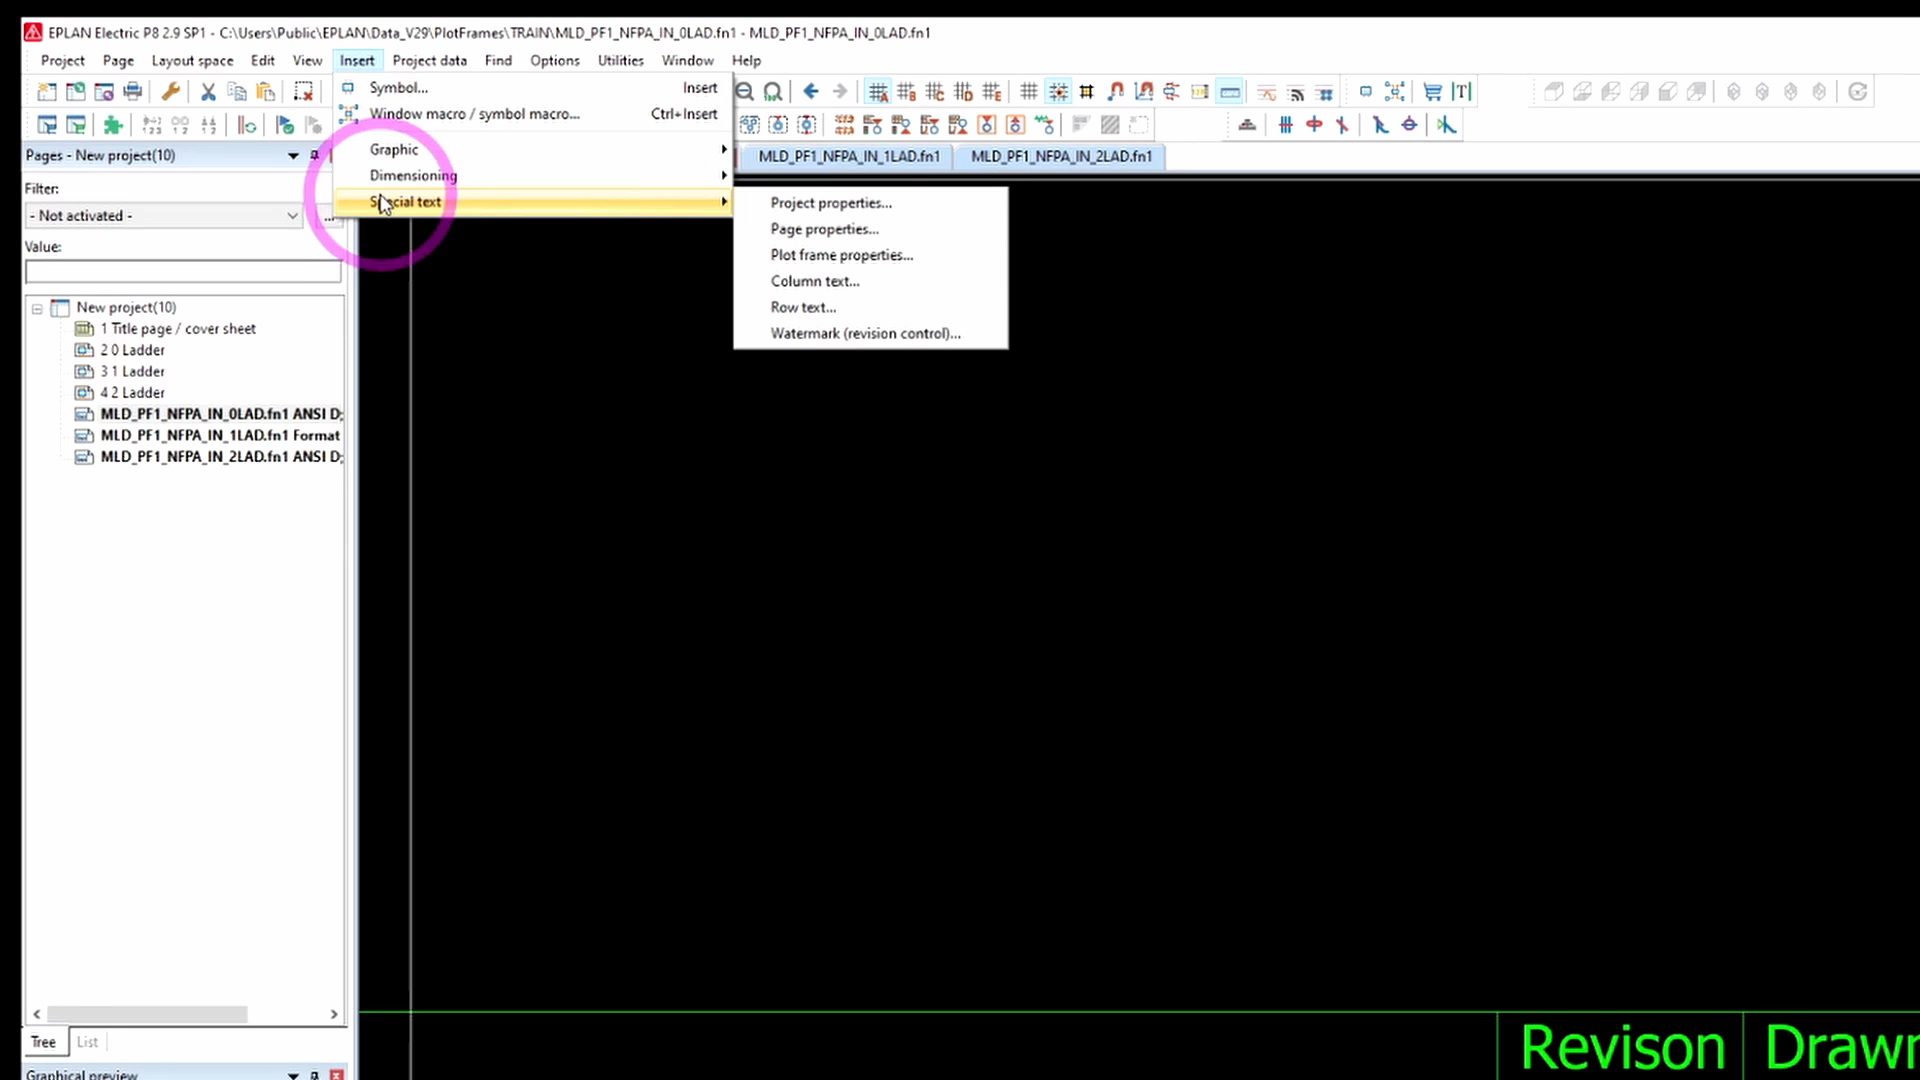 EPLAN Electric P8 2.9 SP1 - C:\Users\Public\EPLAN\Data_V29\PlotFrames\TRAIN\MLD_PF1_NFPA_IN_0LAD.fn1 - MLD_PF1_NFPA_IN_0LAD.fn1
Project Page Layout space Edit View Insert Project data Find Options Utilities Window Help
Symbol... Insert
Window macro / symbol macro... Ctrl+Insert
Graphic
Dimensioning
Special text
Project properties...
Page properties...
Plot frame properties...
Column text...
Row text...
Watermark (revision control)...
MLD_PF1_NFPA_IN_1LAD.fn1 MLD_PF1_NFPA_IN_2LAD.fn1
Pages - New project(10)
Filter:
- Not activated - ...
Value:
New project(10)
1 Title page / cover sheet
2 0 Ladder
3 1 Ladder
4 2 Ladder
MLD_PF1_NFPA_IN_0LAD.fn1 ANSI D;
MLD_PF1_NFPA_IN_1LAD.fn1 Format
MLD_PF1_NFPA_IN_2LAD.fn1 ANSI D;
Tree List
Graphical preview
Revison Drawn